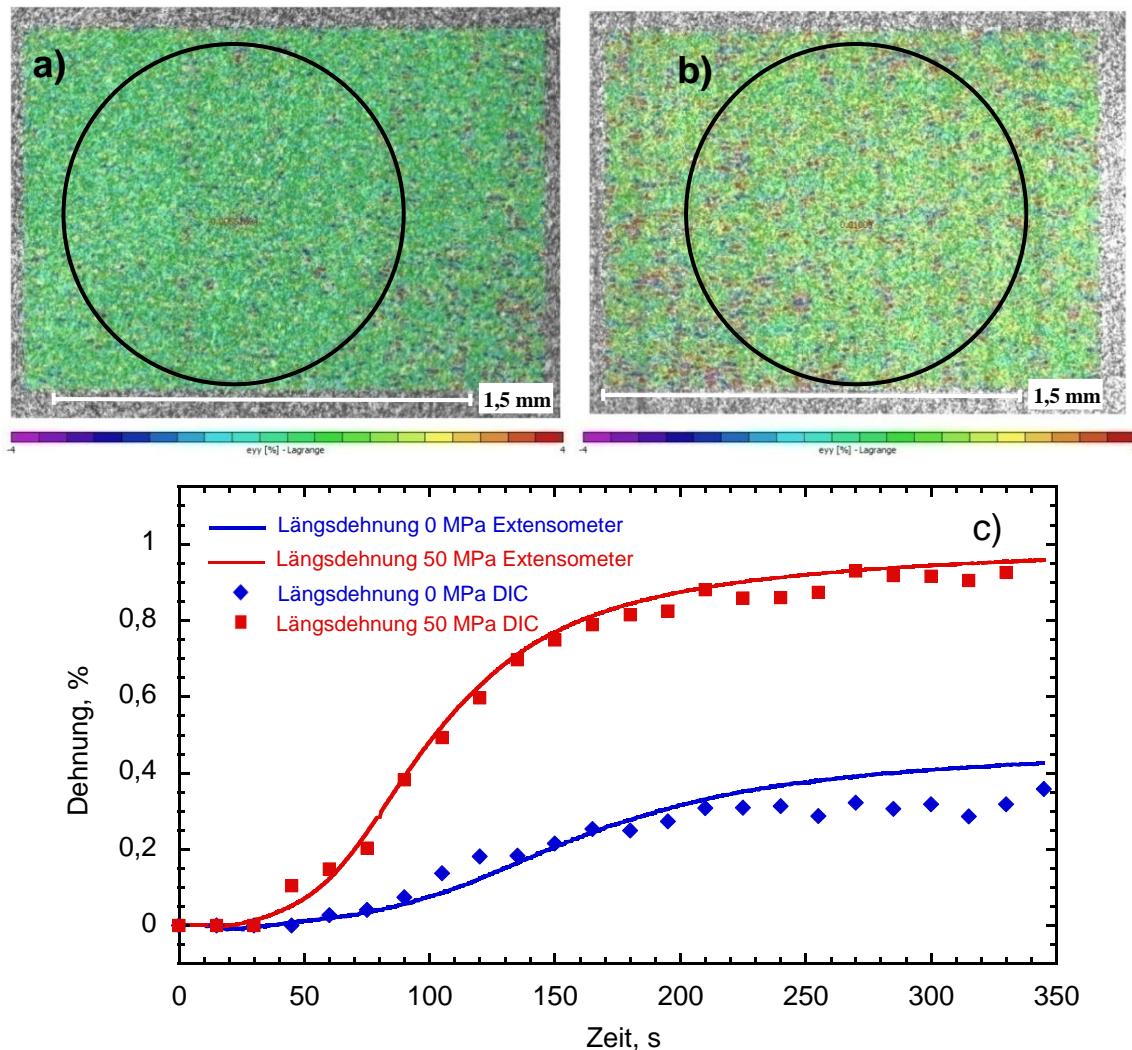 a)
b)
0.01009
1,5 mm
1,5 mm
-4
4
eyy [%] - Lagrange
-4
eyy [%] - Lagrange
c)
Längsdehnung 0 MPa Extensometer
Längsdehnung 50 MPa Extensometer
Längsdehnung 0 MPa DIC
Längsdehnung 50 MPa DIC
1
0,8
0,6
0,4
0,2
0
Dehnung, %
0 50 100 150 200 250 300 350
Zeit, s